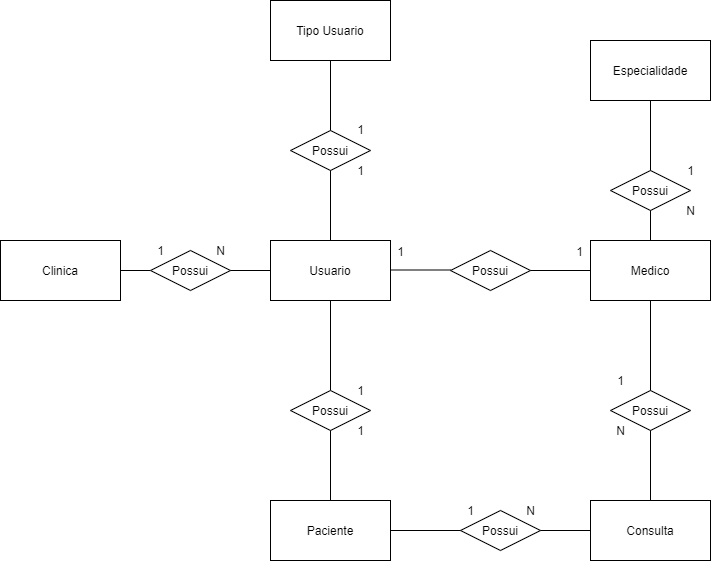 Tipo Usuario
Especialidade
1
Possui
1
1
Possui
N
Clinica
1
N
Possui
Usuario
1
1
Possui
Medico
1
Possui
1
1
Possui
N
Paciente
1
N
Possui
Consulta